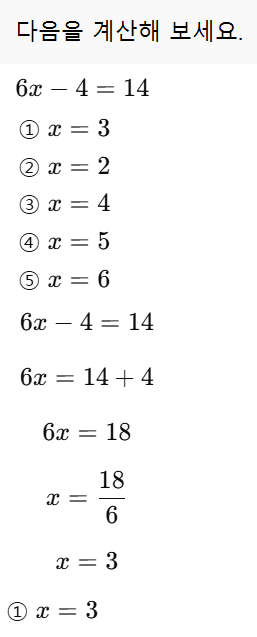 다음을 계산해 보세요.
6x − 4 = 14
① x = 3
② x = 2
③ x = 4
④ x = 5
⑤ x = 6
6x − 4 = 14
6x = 14 + 4
6x = 18
x = 18/6
x = 3
① x = 3